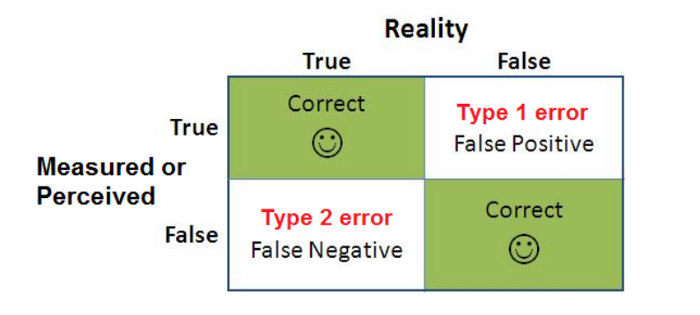 Reality
True
False
True
Correct
Type 1 error
False Positive
Measured or
Perceived
False
Type 2 error
False Negative
Correct